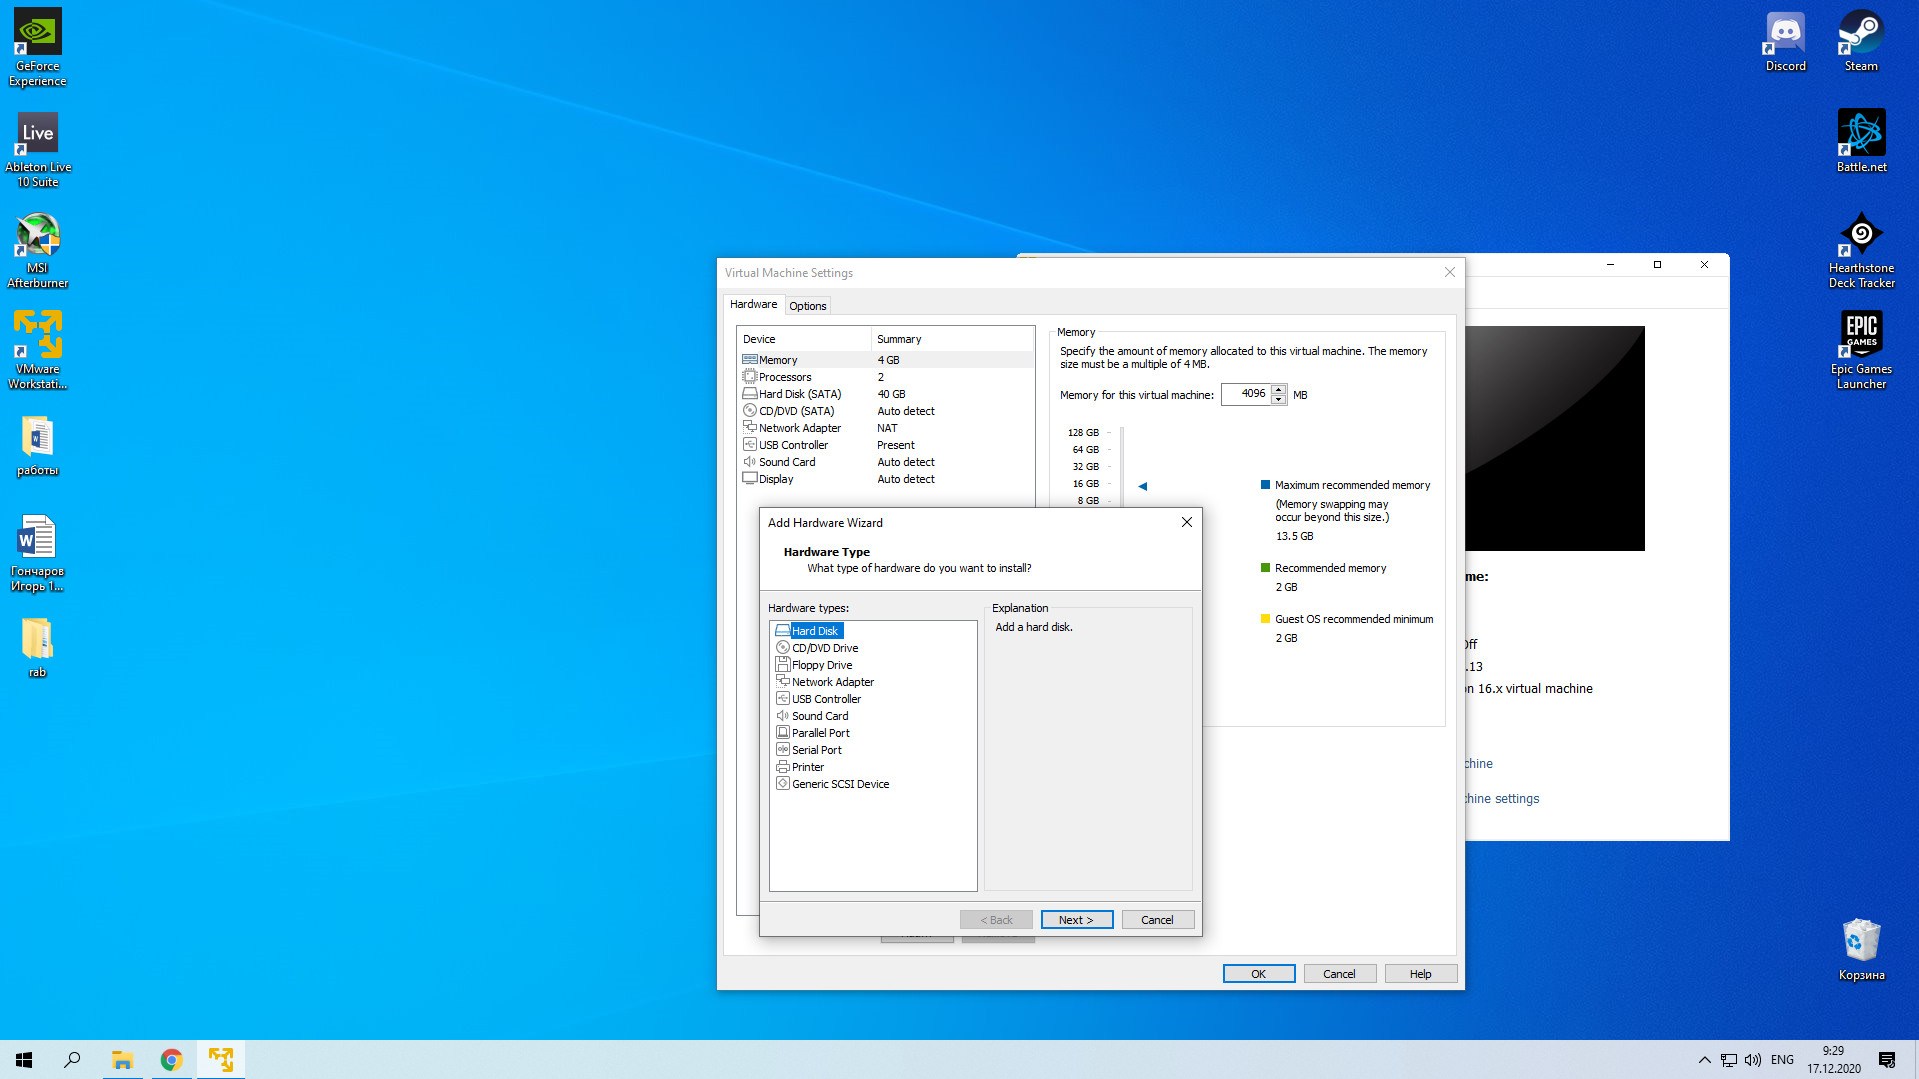 GeForce
Experience
Live
Ableton Live
10 Suite
MSI
Afterburner
VMware
Workstati...
работы
Гончаров
Игорь 1...
rab
Discord
Steam
Battle.net
Hearthstone
Deck Tracker
EPIC
GAMES
Epic Games
Launcher
Корзина
Virtual Machine Settings
Hardware
Options
Device
Summary
Memory 4 GB
Processors 2
Hard Disk (SATA) 40 GB
CD/DVD (SATA) Auto detect
Network Adapter NAT
USB Controller Present
Sound Card Auto detect
Display Auto detect
Memory
Specify the amount of memory allocated to this virtual machine. The memory
size must be a multiple of 4 MB.
Memory for this virtual machine: 4096 MB
128 GB
64 GB
32 GB
16 GB
8 GB
Maximum recommended memory
(Memory swapping may
occur beyond this size.)
13.5 GB
Recommended memory
2 GB
Guest OS recommended minimum
2 GB
Add Hardware Wizard
Hardware Type
What type of hardware do you want to install?
Hardware types:
Hard Disk
CD/DVD Drive
Floppy Drive
Network Adapter
USB Controller
Sound Card
Parallel Port
Serial Port
Printer
Generic SCSI Device
Explanation
Add a hard disk.
< Back
Next >
Cancel
OK
Cancel
Help
me:
Off
.13
on 16.x virtual machine
chine
chine settings
ENG
9:29
17.12.2020